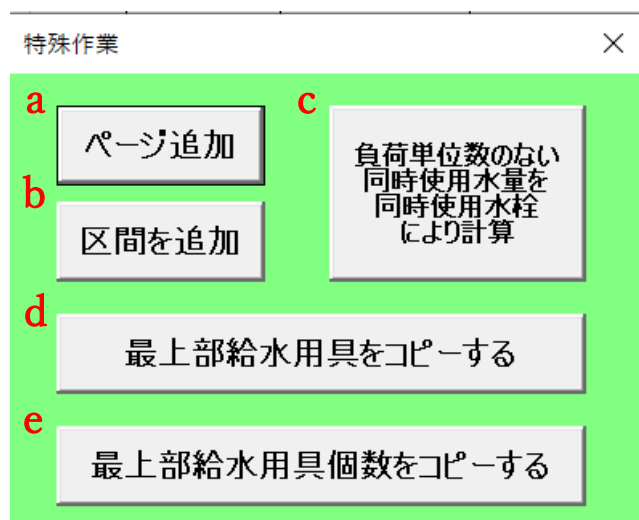 特殊作業
a
ページ追加
b
区間を追加
c
負荷単位数のない
同時使用水量を
同時使用水栓
により計算
d
最上部給水用具をコピーする
e
最上部給水用具個数をコピーする